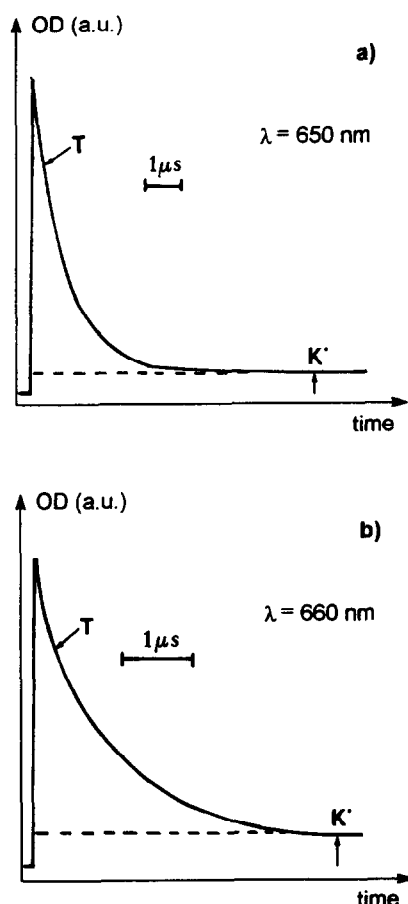 OD (a.u.)
a)
λ = 650 nm
T
1μs
K˙
time
OD (a.u.)
b)
λ = 660 nm
T
1μs
K˙
time